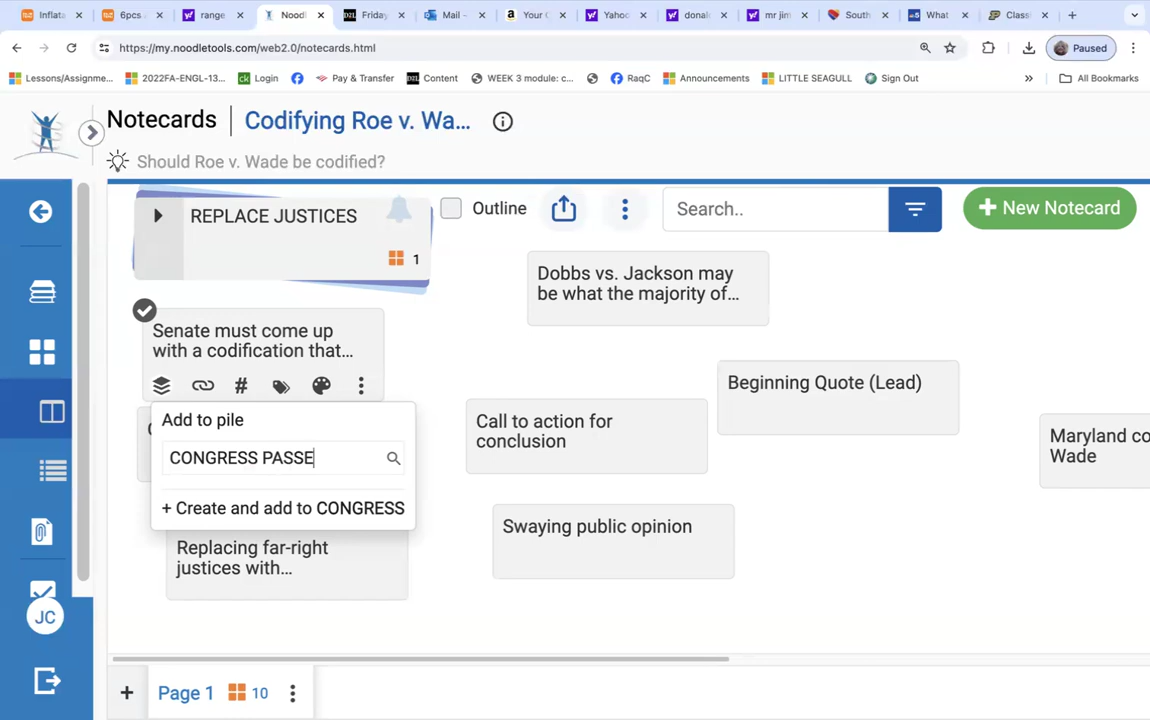 Inflat
6pcs
range
Noodl
Friday
Mail -
Your C
Yahoo
donal
mr jim
South
What
Classi
https://my.noodletools.com/web2.0/notecards.html
Paused
Lessons/Assignme...
2022FA-ENGL-13...
Login
Pay & Transfer
Content
WEEK 3 module: c...
RaqC
Announcements
LITTLE SEAGULL
Sign Out
All Bookmarks
Notecards
Codifying Roe v. Wa...
Should Roe v. Wade be codified?
REPLACE JUSTICES
1
Outline
Search..
New Notecard
Dobbs vs. Jackson may
be what the majority of...
Senate must come up
with a codification that...
Beginning Quote (Lead)
Add to pile
CONGRESS PASSE
+ Create and add to CONGRESS
Call to action for
conclusion
Maryland co
Wade
Swaying public opinion
Replacing far-right
justices with...
JC
Page 1
10